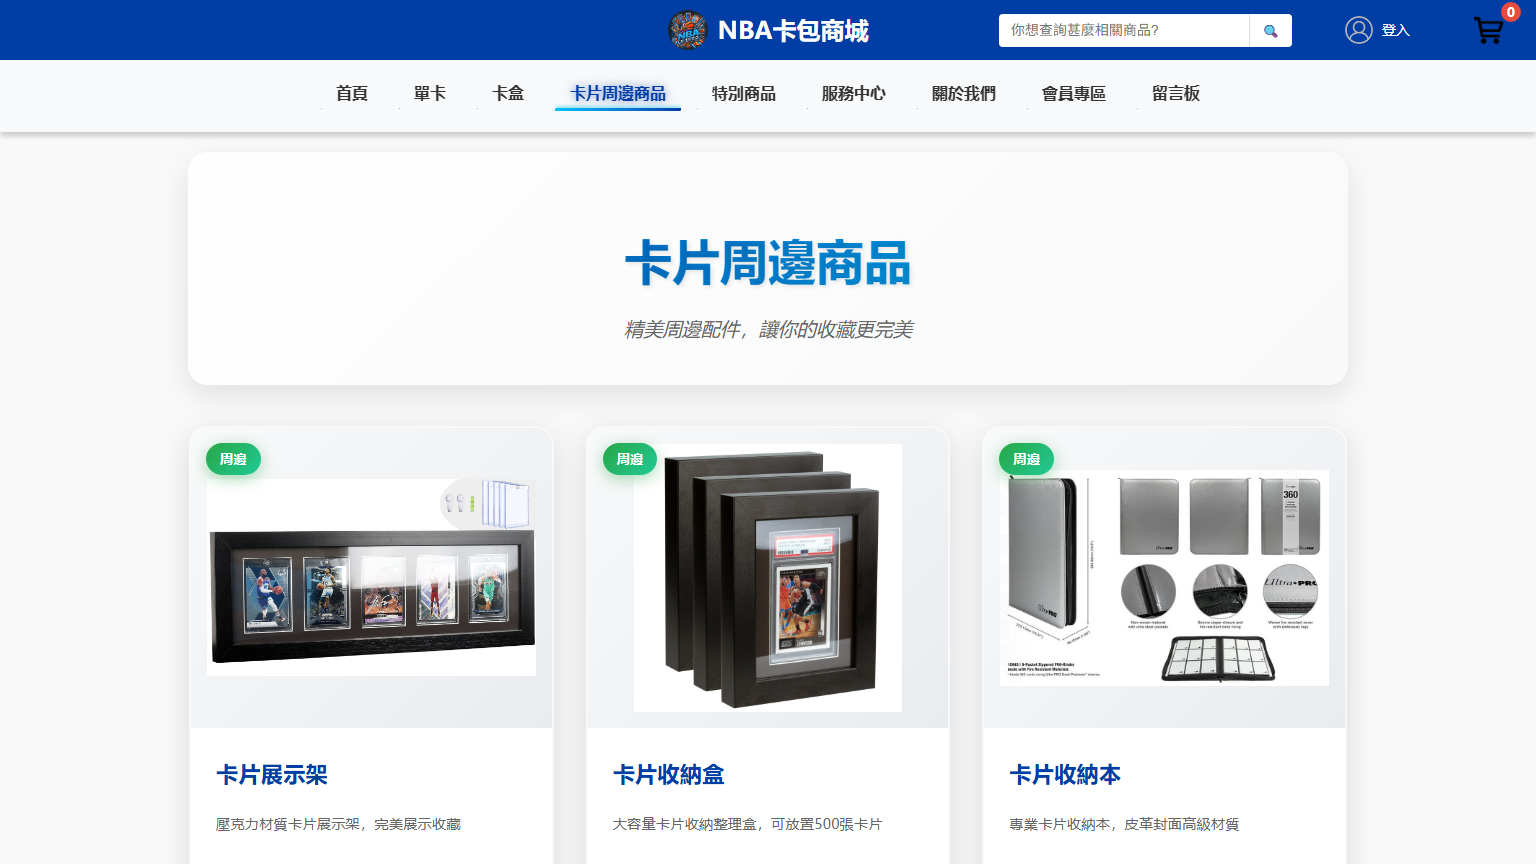 NBA卡包商城
你想查詢甚麼相關商品?
登入
0
首頁
單卡
卡盒
卡片周邊商品
特別商品
服務中心
關於我們
會員專區
留言板
卡片周邊商品
精美周邊配件，讓你的收藏更完美
周邊
周邊
周邊
360
Ultra·PRO
卡片展示架
壓克力材質卡片展示架，完美展示收藏
卡片收納盒
大容量卡片收納整理盒，可放置500張卡片
卡片收納本
專業卡片收納本，皮革封面高級材質